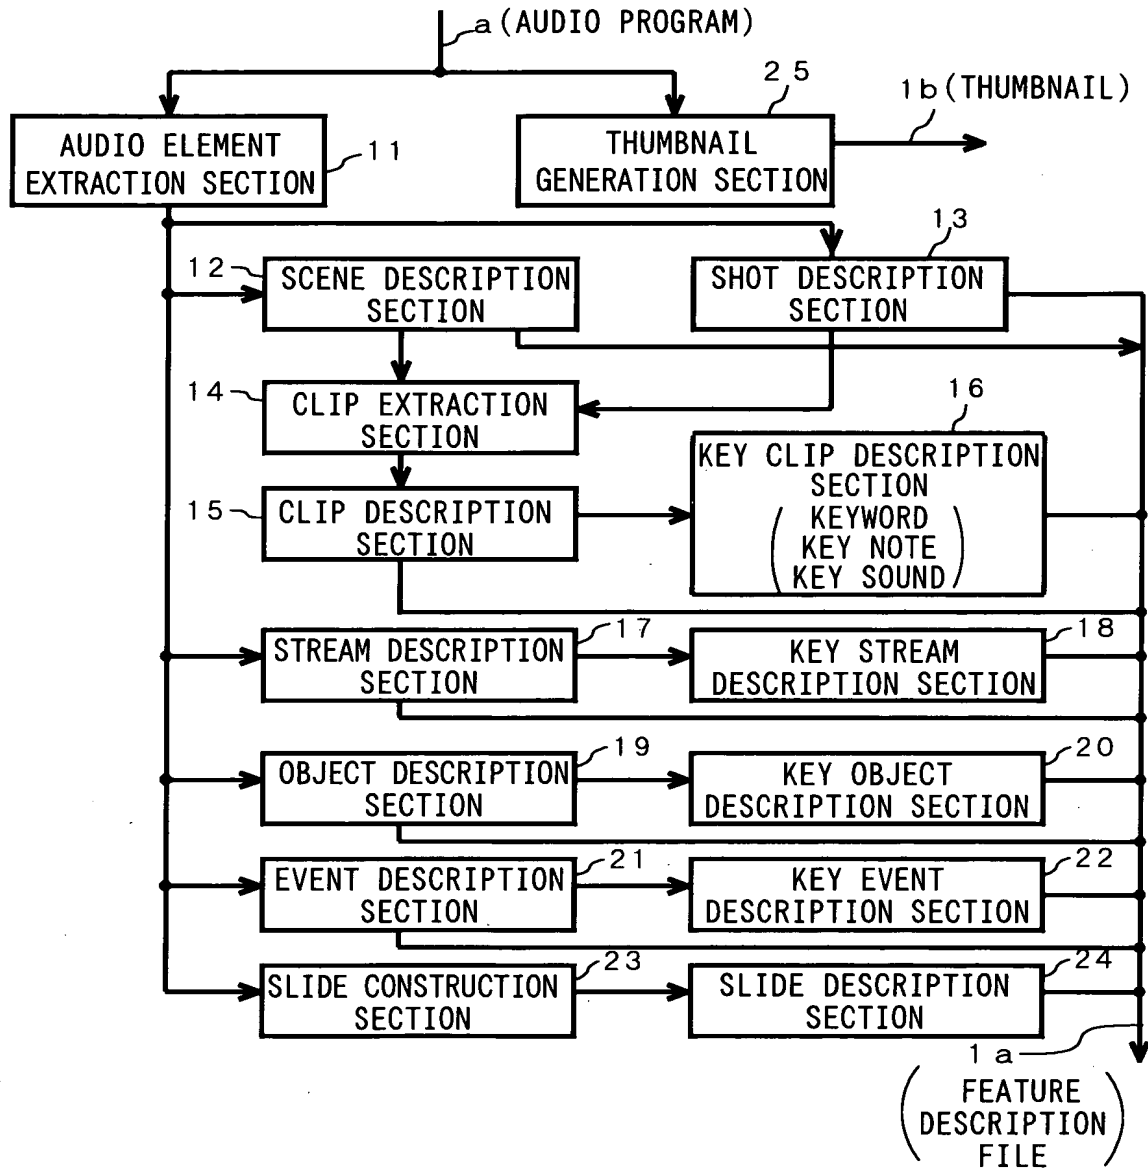 a (AUDIO PROGRAM)
25
1b (THUMBNAIL)
AUDIO ELEMENT
EXTRACTION SECTION
11
THUMBNAIL
GENERATION SECTION
13
12
SCENE DESCRIPTION
SECTION
SHOT DESCRIPTION
SECTION
14
CLIP EXTRACTION
SECTION
16
KEY CLIP DESCRIPTION
SECTION
(KEYWORD
KEY NOTE
KEY SOUND)
15
CLIP DESCRIPTION
SECTION
STREAM DESCRIPTION
SECTION
17
KEY STREAM
DESCRIPTION SECTION
18
OBJECT DESCRIPTION
SECTION
19
KEY OBJECT
DESCRIPTION SECTION
20
EVENT DESCRIPTION
SECTION
21
KEY EVENT
DESCRIPTION SECTION
22
SLIDE CONSTRUCTION
SECTION
23
SLIDE DESCRIPTION
SECTION
24
1a
(FEATURE
DESCRIPTION
FILE)